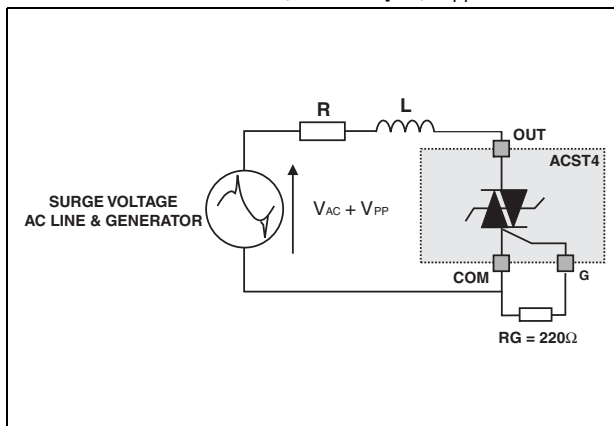 R
L
OUT
ACST4
SURGE VOLTAGE
AC LINE & GENERATOR
VAC + VPP
COM
G
RG = 220Ω